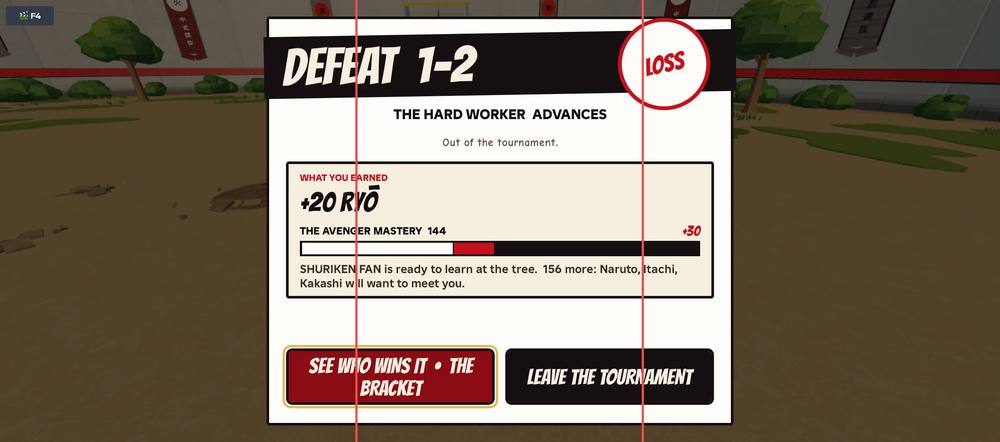 F4
DEFEAT 1-2
LOSS
THE HARD WORKER ADVANCES
Out of the tournament.
WHAT YOU EARNED
+20 RYŌ
THE AVENGER MASTERY 144
+30
SHURIKEN FAN is ready to learn at the tree. 156 more: Naruto, Itachi,
Kakashi will want to meet you.
SEE WHO WINS IT • THE
BRACKET
LEAVE THE TOURNAMENT